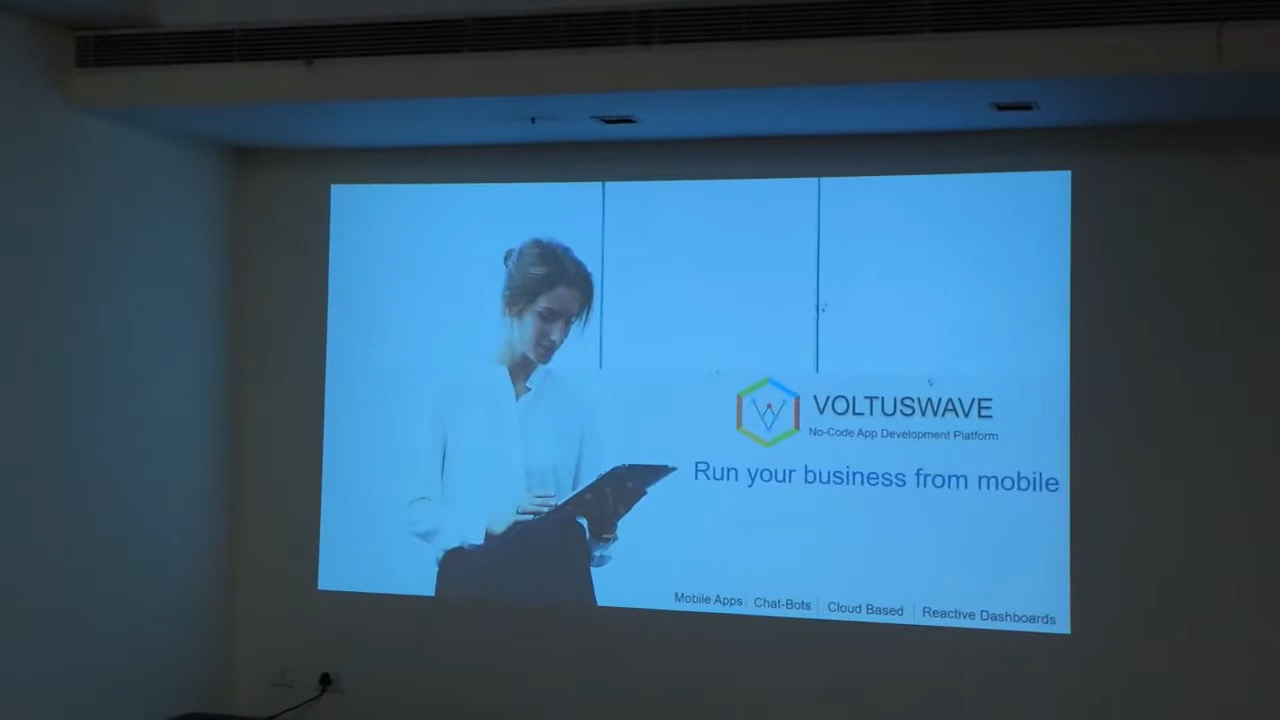 VOLTUSWAVE
No-Code App Development Platform
Run your business from mobile
Mobile Apps | Chat-Bots | Cloud Based | Reactive Dashboards